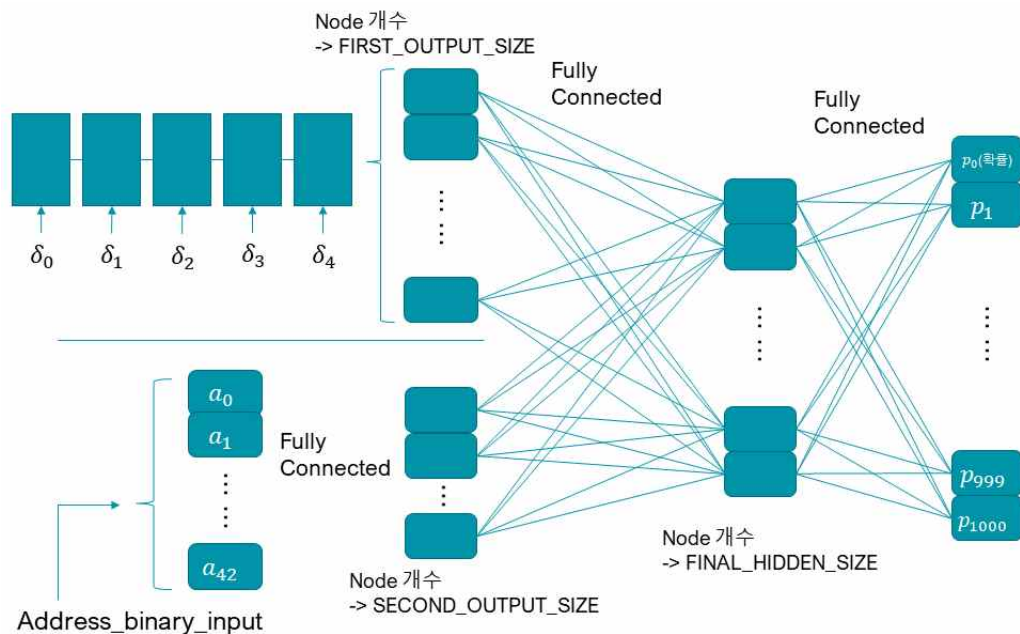 Node 개수
-> FIRST_OUTPUT_SIZE
Fully
Connected
Fully
Connected
δ₀
δ₁
δ₂
δ₃
δ₄
p₀(확률)
p₁
p₉₉₉
p₁₀₀₀
a₀
a₁
a₄₂
Fully
Connected
Address_binary_input
Node 개수
-> SECOND_OUTPUT_SIZE
Node 개수
-> FINAL_HIDDEN_SIZE